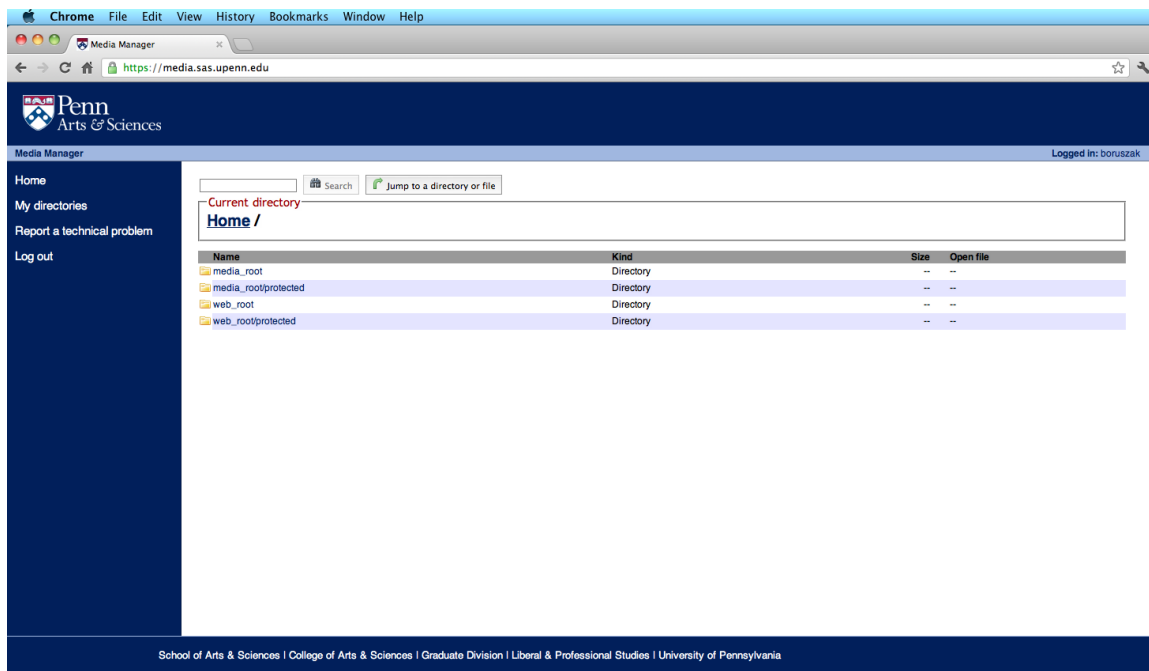 Chrome File Edit View History Bookmarks Window Help
Media Manager
https://media.sas.upenn.edu
Penn
Arts & Sciences
Media Manager Logged in: boruszak
Home
My directories
Report a technical problem
Log out
Search Jump to a directory or file
Current directory
Home /
Name Kind Size Open file
media_root Directory -- --
media_root/protected Directory -- --
web_root Directory -- --
web_root/protected Directory -- --
School of Arts & Sciences | College of Arts & Sciences | Graduate Division | Liberal & Professional Studies | University of Pennsylvania